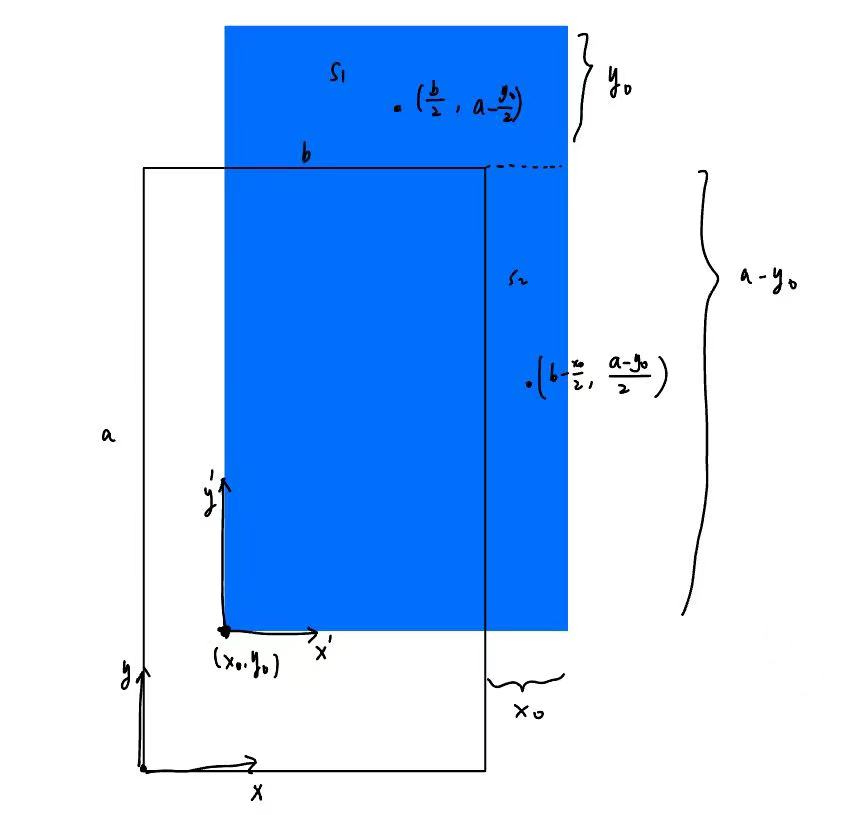 S1
(b/2, a-y0/2)
y0
b
S2
a-y0
(b-x0/2, (a-y0)/2)
a
y'
(x0.y0)
x'
y
x0
x